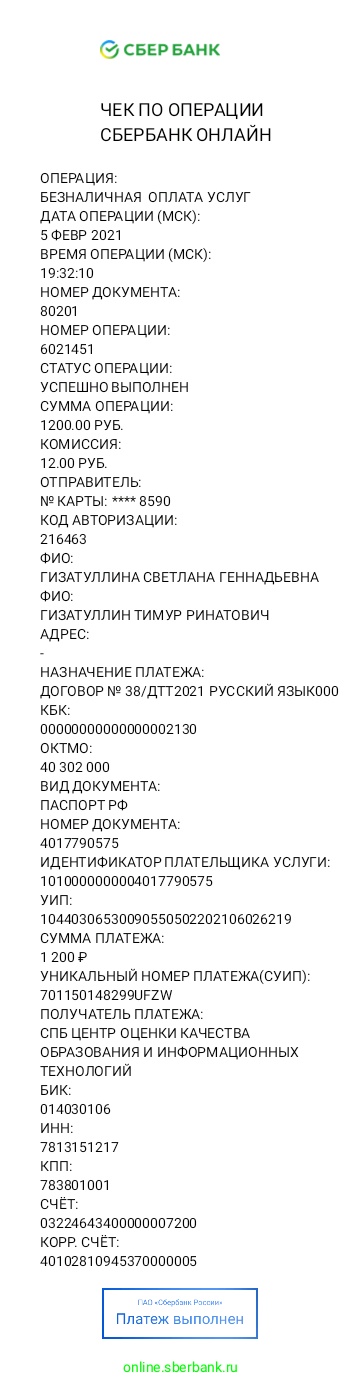 СБЕР БАНК
ЧЕК ПО ОПЕРАЦИИ
СБЕРБАНК ОНЛАЙН
ОПЕРАЦИЯ:
БЕЗНАЛИЧНАЯ ОПЛАТА УСЛУГ
ДАТА ОПЕРАЦИИ (МСК):
5 ФЕВР 2021
ВРЕМЯ ОПЕРАЦИИ (МСК):
19:32:10
НОМЕР ДОКУМЕНТА:
80201
НОМЕР ОПЕРАЦИИ:
6021451
СТАТУС ОПЕРАЦИИ:
УСПЕШНО ВЫПОЛНЕН
СУММА ОПЕРАЦИИ:
1200.00 РУБ.
КОМИССИЯ:
12.00 РУБ.
ОТПРАВИТЕЛЬ:
№ КАРТЫ: **** 8590
КОД АВТОРИЗАЦИИ:
216463
ФИО:
ГИЗАТУЛЛИНА СВЕТЛАНА ГЕННАДЬЕВНА
ФИО:
ГИЗАТУЛЛИН ТИМУР РИНАТОВИЧ
АДРЕС:
-
НАЗНАЧЕНИЕ ПЛАТЕЖА:
ДОГОВОР № 38/ДТТ2021 РУССКИЙ ЯЗЫК000
КБК:
00000000000000002130
ОКТМО:
40 302 000
ВИД ДОКУМЕНТА:
ПАСПОРТ РФ
НОМЕР ДОКУМЕНТА:
4017790575
ИДЕНТИФИКАТОР ПЛАТЕЛЬЩИКА УСЛУГИ:
1010000000004017790575
УИП:
10440306530090550502202106026219
СУММА ПЛАТЕЖА:
1 200 ₽
УНИКАЛЬНЫЙ НОМЕР ПЛАТЕЖА(СУИП):
701150148299UFZW
ПОЛУЧАТЕЛЬ ПЛАТЕЖА:
СПБ ЦЕНТР ОЦЕНКИ КАЧЕСТВА
ОБРАЗОВАНИЯ И ИНФОРМАЦИОННЫХ
ТЕХНОЛОГИЙ
БИК:
014030106
ИНН:
7813151217
КПП:
783801001
СЧЁТ:
03224643400000007200
КОРР. СЧЁТ:
40102810945370000005
ПАО «Сбербанк России»
Платеж выполнен
online.sberbank.ru